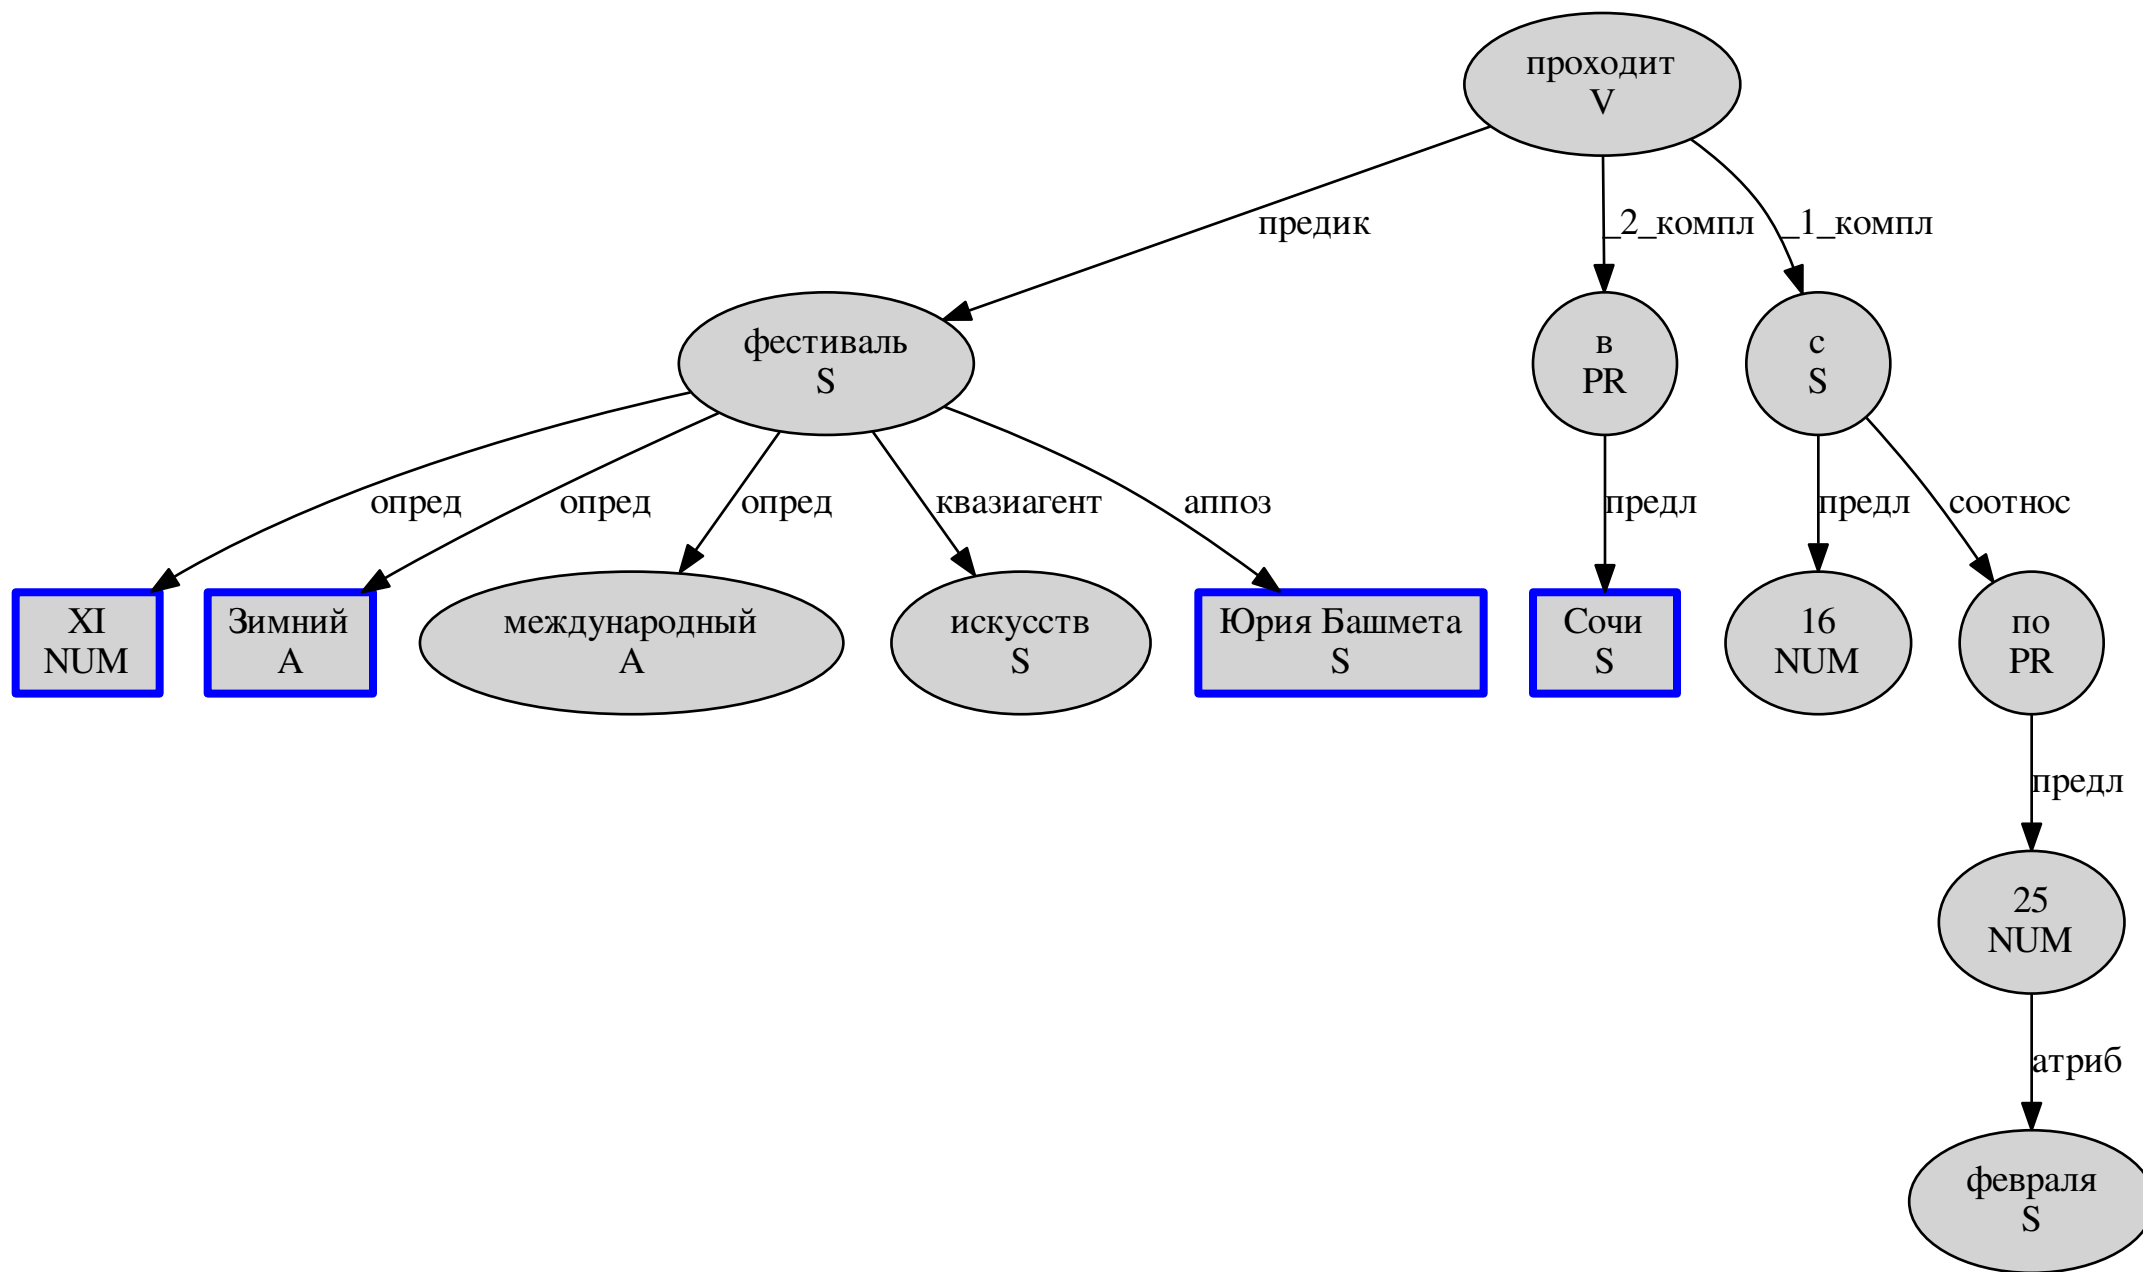 проходит
V
предик
_2_компл
_1_компл
фестиваль
S
в
PR
с
S
опред
опред
опред
квазиагент
аппоз
предл
предл
соотнос
XI
NUM
Зимний
A
международный
A
искусств
S
Юрия Башмета
S
Сочи
S
16
NUM
по
PR
предл
25
NUM
атриб
февраля
S